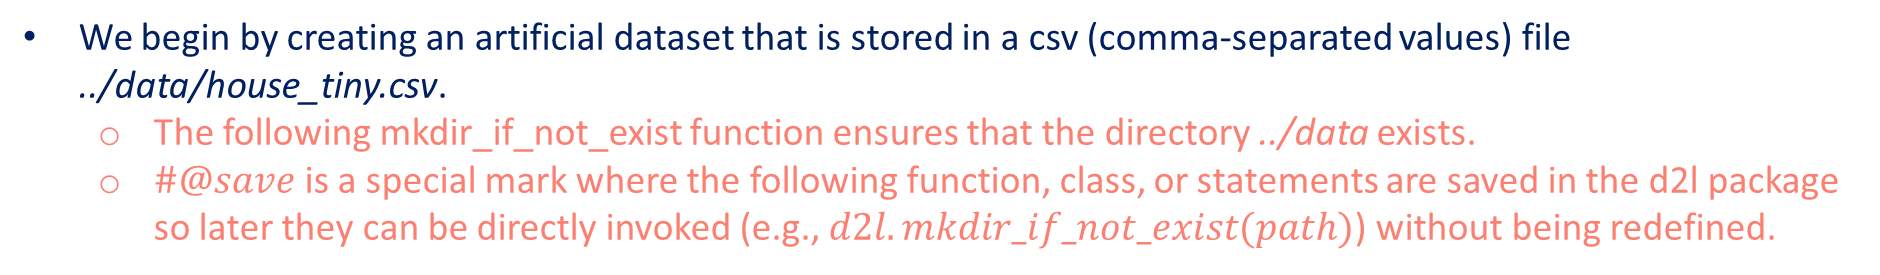 • We begin by creating an artificial dataset that is stored in a csv (comma-separated values) file
../data/house_tiny.csv.
○ The following mkdir_if_not_exist function ensures that the directory ../data exists.
○ #@save is a special mark where the following function, class, or statements are saved in the d2l package
so later they can be directly invoked (e.g., d2l.mkdir_if_not_exist(path)) without being redefined.